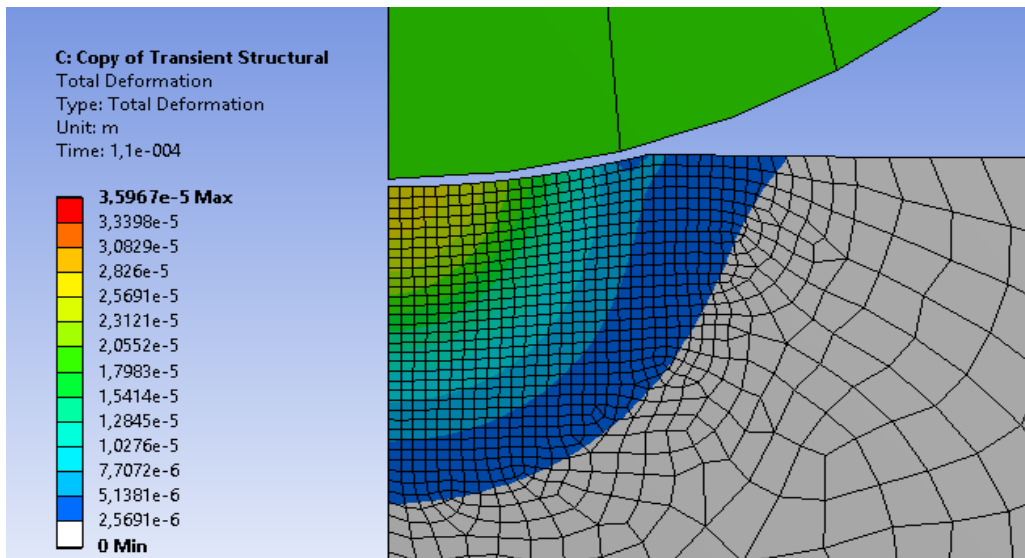 C: Copy of Transient Structural
Total Deformation
Type: Total Deformation
Unit: m
Time: 1,1e-004
3,5967e-5 Max
3,3398e-5
3,0829e-5
2,826e-5
2,5691e-5
2,3121e-5
2,0552e-5
1,7983e-5
1,5414e-5
1,2845e-5
1,0276e-5
7,7072e-6
5,1381e-6
2,5691e-6
0 Min